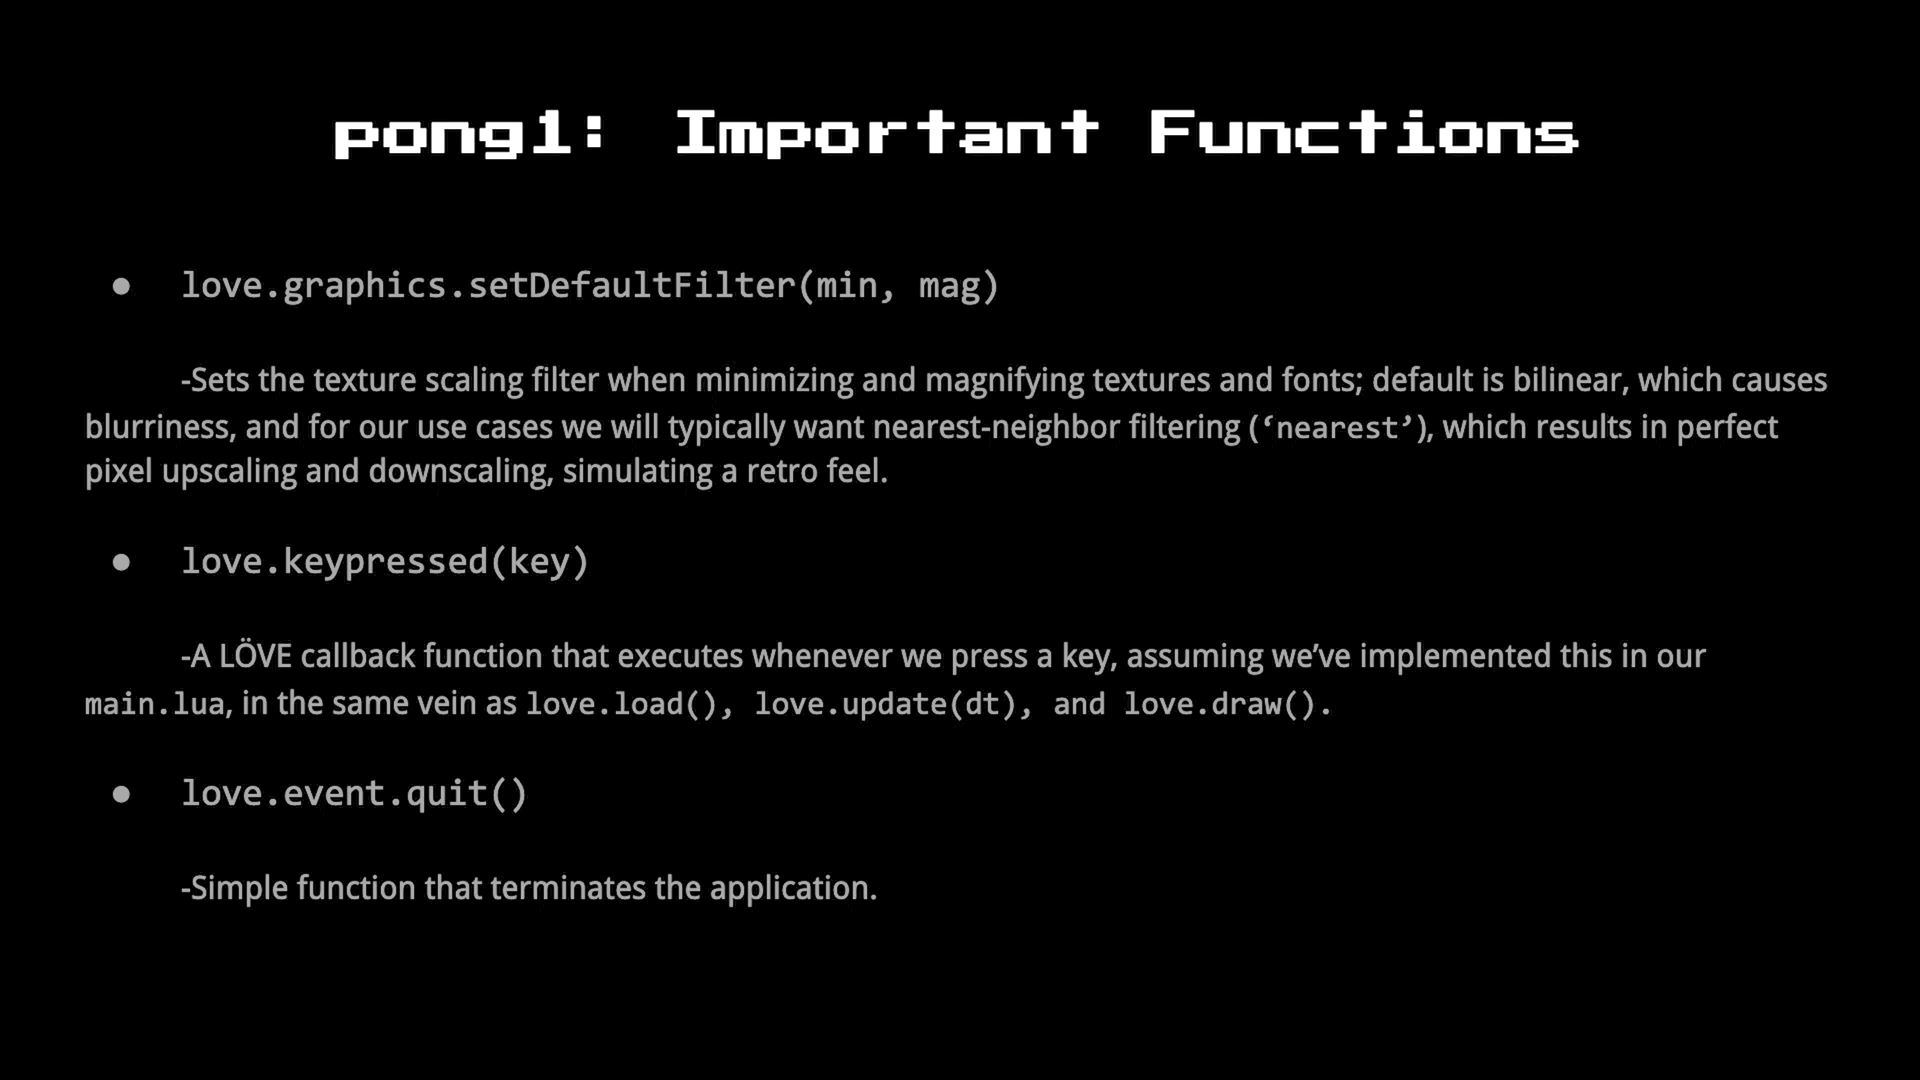 pong1: Important Functions
● love.graphics.setDefaultFilter(min, mag)
-Sets the texture scaling filter when minimizing and magnifying textures and fonts; default is bilinear, which causes
blurriness, and for our use cases we will typically want nearest-neighbor filtering (‘nearest’), which results in perfect
pixel upscaling and downscaling, simulating a retro feel.
● love.keypressed(key)
-A LÖVE callback function that executes whenever we press a key, assuming we’ve implemented this in our
main.lua, in the same vein as love.load(), love.update(dt), and love.draw().
● love.event.quit()
-Simple function that terminates the application.